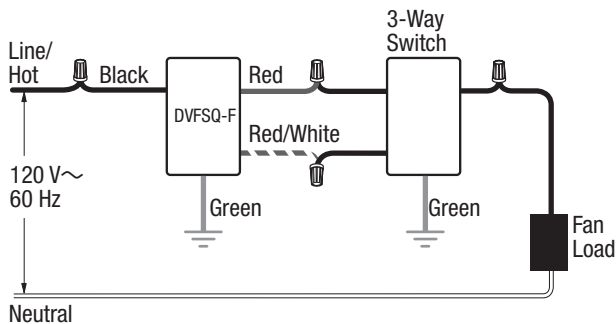 3-Way
Switch
Line/
Hot
Black
Red
DVFSQ-F
Red/White
120 V~
60 Hz
Green
Green
Fan
Load
Neutral